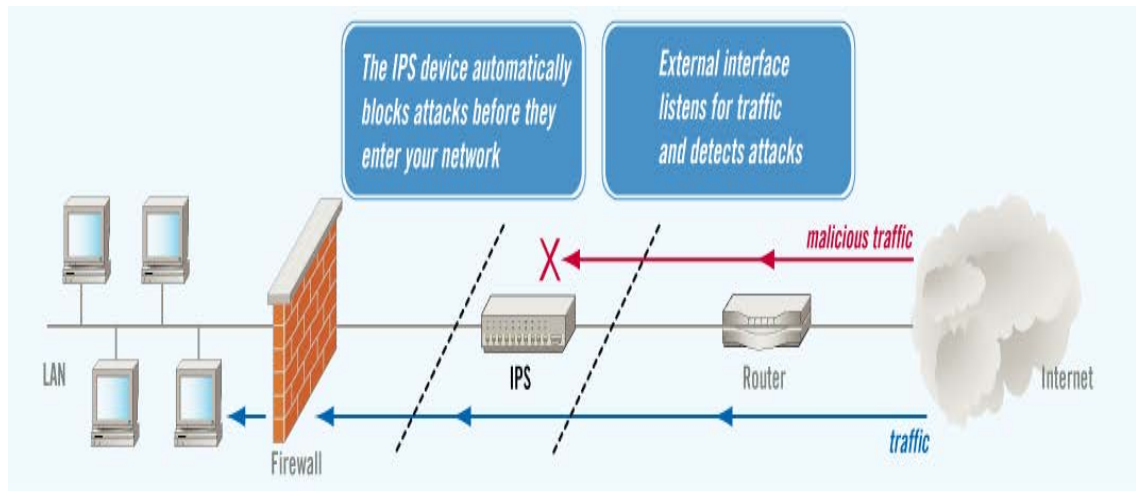 The IPS device automatically
blocks attacks before they
enter your network
External interface
listens for traffic
and detects attacks
malicious traffic
LAN
IPS
Router
Internet
traffic
Firewall